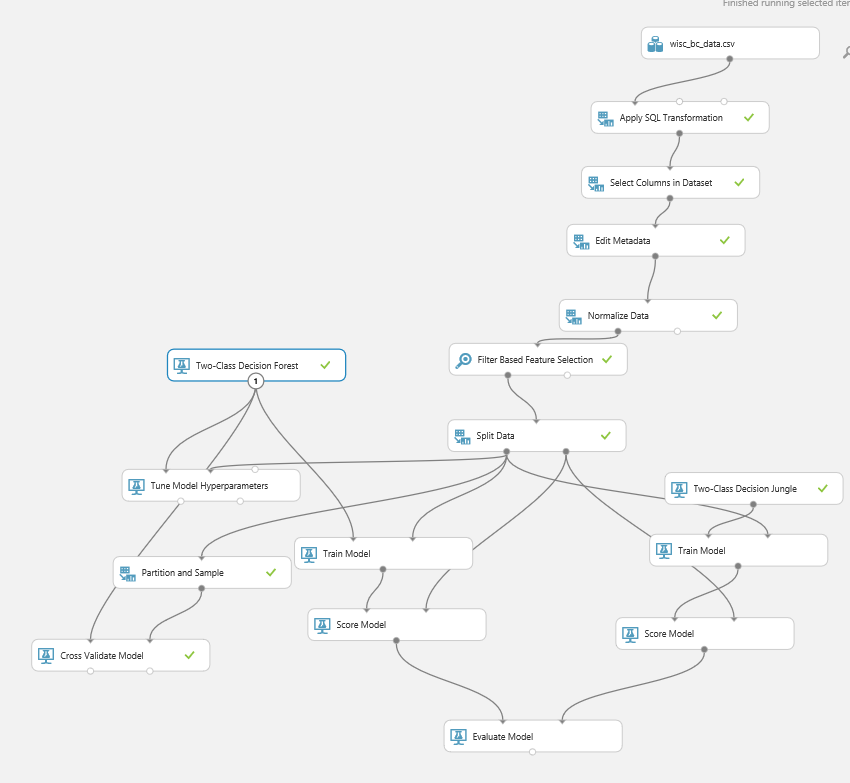 Finished running selected
wisc_bc_data.csv
Apply SQL Transformation
Select Columns in Dataset
Edit Metadata
Normalize Data
Two-Class Decision Forest
1
Filter Based Feature Selection
Split Data
Tune Model Hyperparameters
Two-Class Decision Jungle
Train Model
Train Model
Partition and Sample
Score Model
Score Model
Cross Validate Model
Evaluate Model